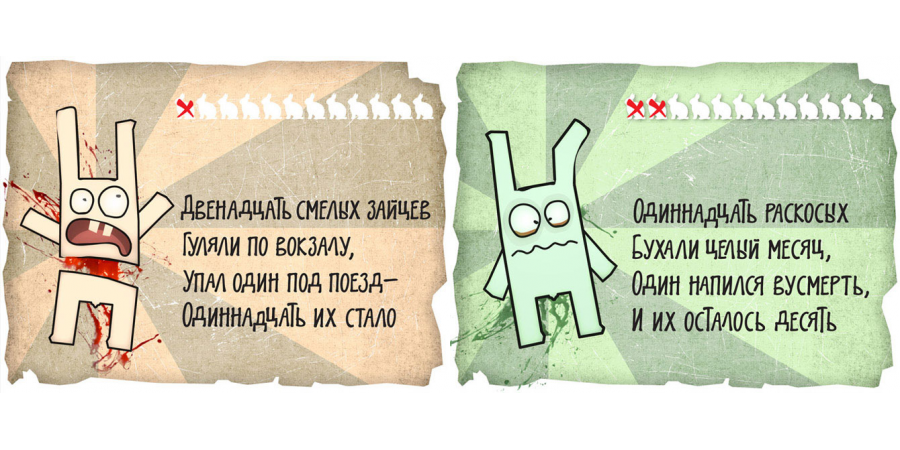 Двенадцать смелых зайцев
Гуляли по вокзалу,
Упал один под поезд—
Одиннадцать их стало
Одиннадцать раскосых
Бухали целый месяц,
Один напился вусмерть,
И их осталось десять